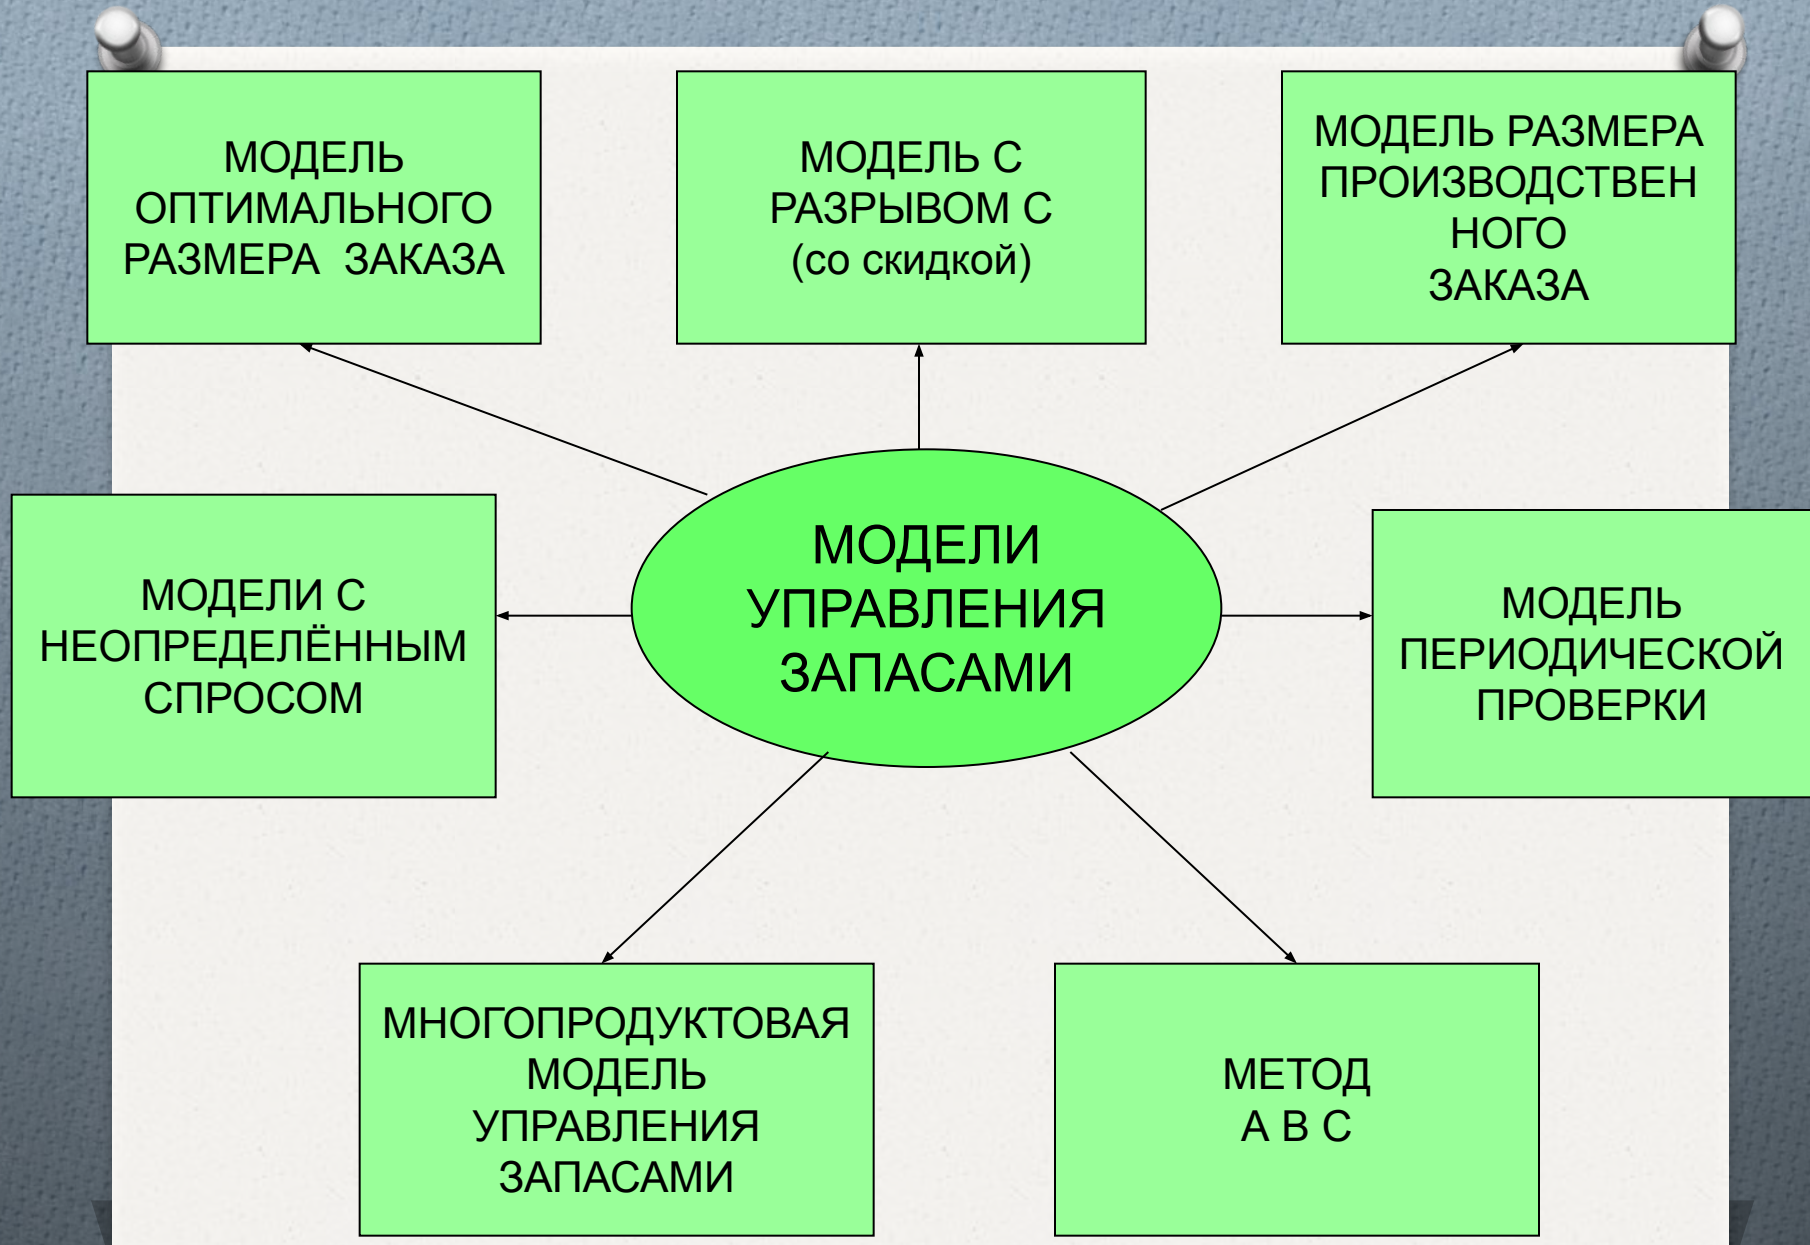 МОДЕЛЬ
ОПТИМАЛЬНОГО
РАЗМЕРА ЗАКАЗА
МОДЕЛЬ С
РАЗРЫВОМ С
(со скидкой)
МОДЕЛЬ РАЗМЕРА
ПРОИЗВОДСТВЕН
НОГО
ЗАКАЗА
МОДЕЛИ С
НЕОПРЕДЕЛЁННЫМ
СПРОСОМ
МОДЕЛИ
УПРАВЛЕНИЯ
ЗАПАСАМИ
МОДЕЛЬ
ПЕРИОДИЧЕСКОЙ
ПРОВЕРКИ
МНОГОПРОДУКТОВАЯ
МОДЕЛЬ
УПРАВЛЕНИЯ
ЗАПАСАМИ
МЕТОД
А В С